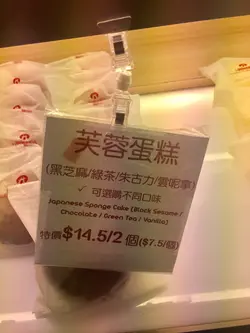 芙蓉蛋糕
(黑芝麻/綠茶/朱古力/雲呢拿)
✓ 可選購不同口味
Japanese Sponge Cake (Black Sesame /
Chocolate / Green Tea / Vanilla)
特價$14.5/2 個($7.5/個)